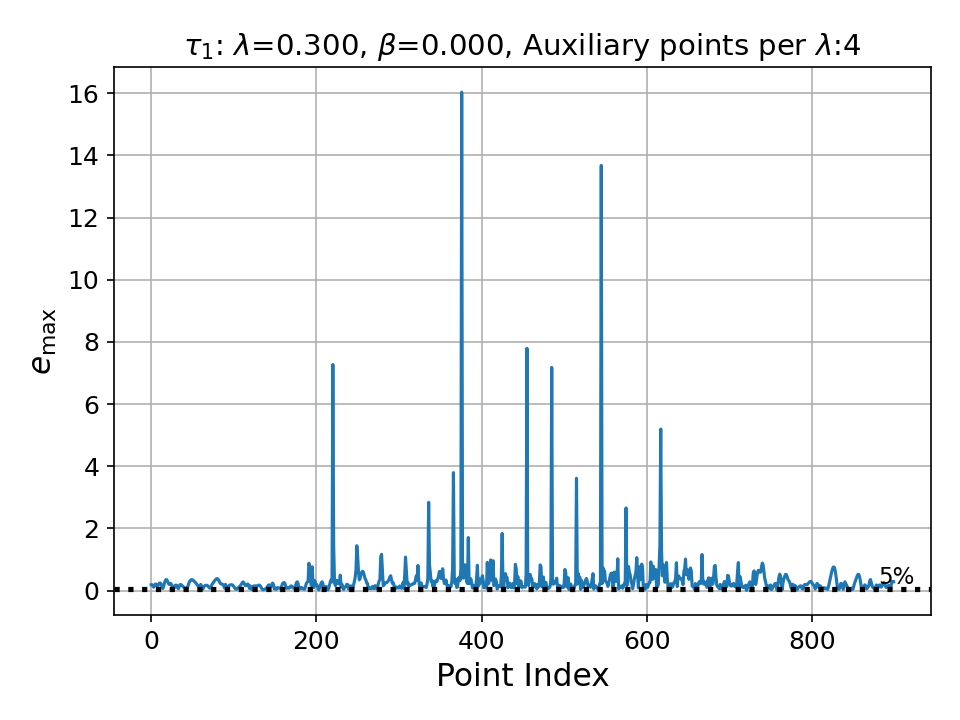 τ₁: λ=0.300, β=0.000, Auxiliary points per λ:4
16
14
12
10
8
6
4
2
0
e_max
5%
0 200 400 600 800
Point Index